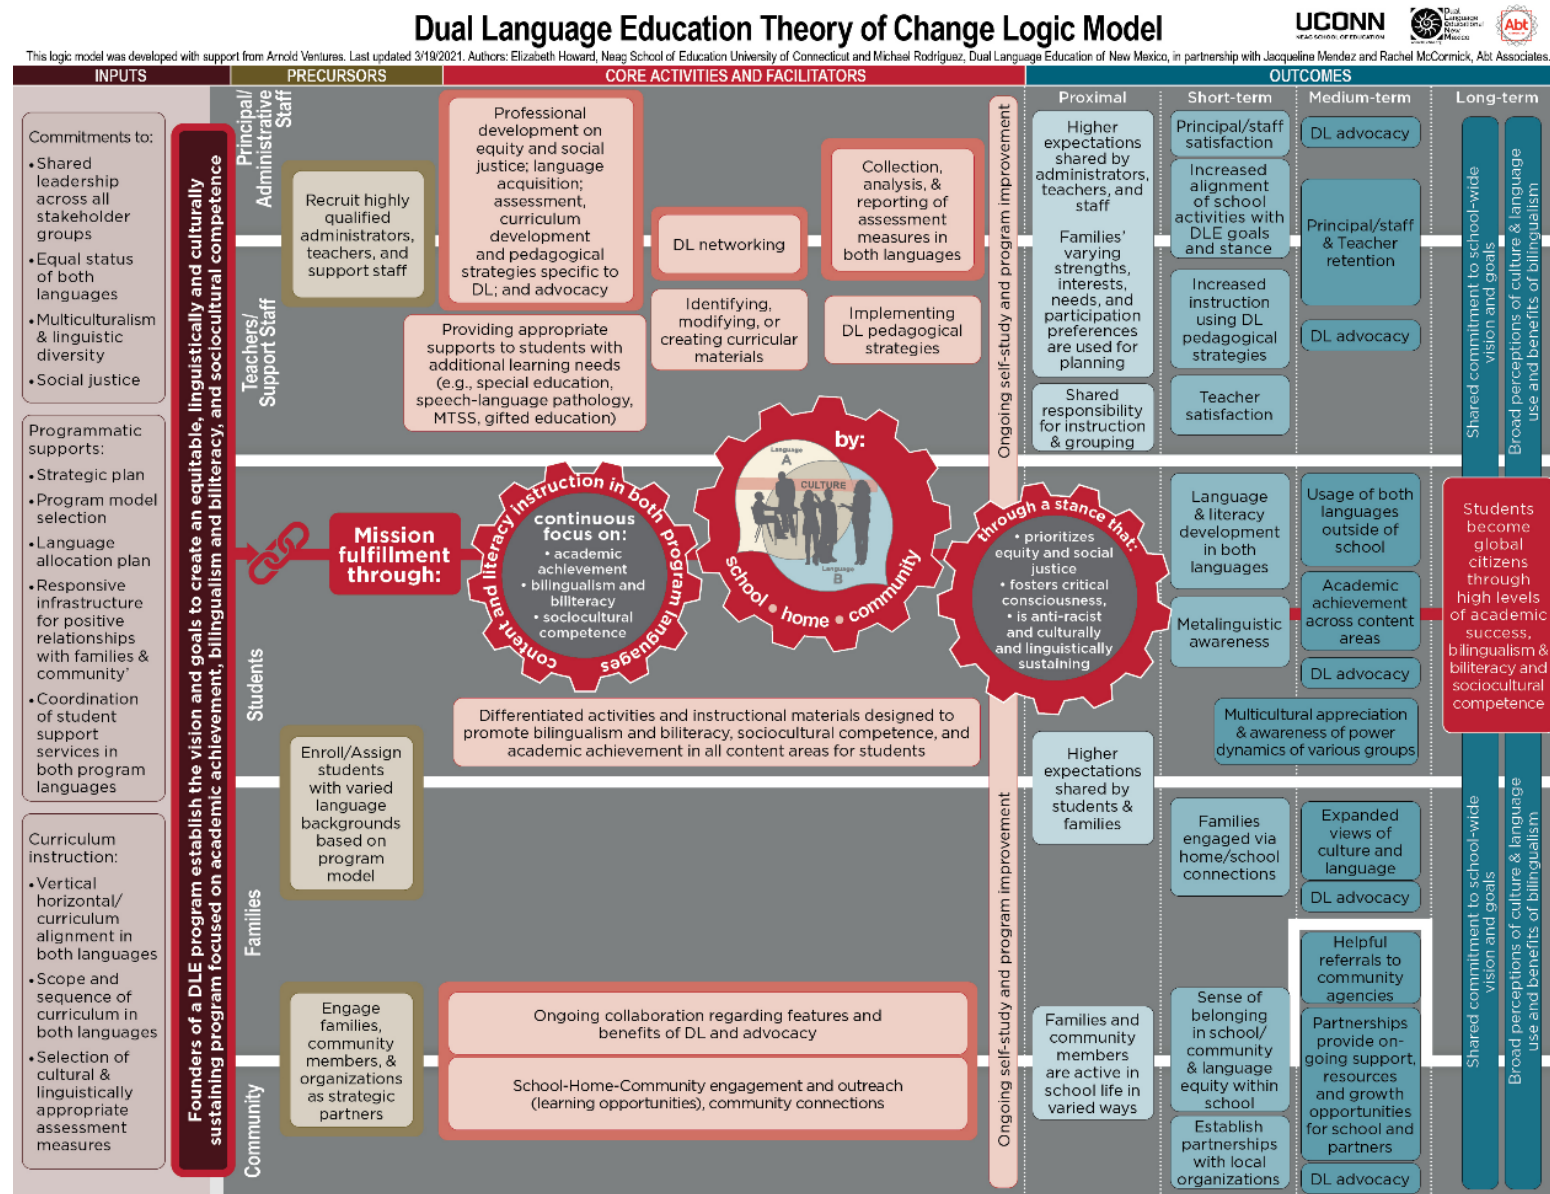 Dual Language Education Theory of Change Logic Model
UCONN
NEAG SCHOOL OF EDUCATION
Dual
Language
Education of
New
Mexico
Abt
This logic model was developed with support from Arnold Ventures. Last updated 3/19/2021. Authors: Elizabeth Howard, Neag School of Education University of Connecticut and Michael Rodriguez, Dual Language Education of New Mexico, in partnership with Jacqueline Mendez and Rachel McCormick, Abt Associates.
INPUTS
PRECURSORS
CORE ACTIVITIES AND FACILITATORS
OUTCOMES
Commitments to:
• Shared
leadership
across all
stakeholder
groups
• Equal status
of both
languages
• Multiculturalism
& linguistic
diversity
• Social justice
Programmatic
supports:
• Strategic plan
• Program model
selection
• Language
allocation plan
• Responsive
infrastructure
for positive
relationships
with families &
community'
• Coordination
of student
support
services in
both program
languages
Curriculum
instruction:
• Vertical
horizontal/
curriculum
alignment in
both languages
• Scope and
sequence of
curriculum in
both languages
• Selection of
cultural &
linguistically
appropriate
assessment
measures
Founders of a DLE program establish the vision and goals to create an equitable, linguistically and culturally
sustaining program focused on academic achievement, bilingualism and biliteracy, and sociocultural competence
Principal/
Administrative
Staff
Teachers/
Support Staff
Students
Families
Community
Recruit highly
qualified
administrators,
teachers, and
support staff
Enroll/Assign
students
with varied
language
backgrounds
based on
program
model
Engage
families,
community
members, &
organizations
as strategic
partners
Professional
development on
equity and social
justice; language
acquisition;
assessment,
curriculum
development
and pedagogical
strategies specific to
DL; and advocacy
DL networking
Collection,
analysis, &
reporting of
assessment
measures in
both languages
Providing appropriate
supports to students with
additional learning needs
(e.g., special education,
speech-language pathology,
MTSS, gifted education)
Identifying,
modifying, or
creating curricular
materials
Implementing
DL pedagogical
strategies
Mission
fulfillment
through:
content and literacy instruction in both program languages
continuous
focus on:
• academic
achievement
• bilingualism and
biliteracy
• sociocultural
competence
by:
Language
A
CULTURE
Language
B
school • home • community
through a stance that:
• prioritizes
equity and social
justice
• fosters critical
consciousness,
• is anti-racist
and culturally
and linguistically
sustaining
Differentiated activities and instructional materials designed to
promote bilingualism and biliteracy, sociocultural competence, and
academic achievement in all content areas for students
Ongoing collaboration regarding features and
benefits of DL and advocacy
School-Home-Community engagement and outreach
(learning opportunities), community connections
Ongoing self-study and program improvement
Ongoing self-study and program improvement
Proximal
Higher
expectations
shared by
administrators,
teachers, and
staff
Families'
varying
strengths,
interests,
needs, and
participation
preferences
are used for
planning
Shared
responsibility
for instruction
& grouping
Higher
expectations
shared by
students &
families
Families and
community
members
are active in
school life in
varied ways
Short-term
Principal/staff
satisfaction
Increased
alignment
of school
activities with
DLE goals
and stance
Increased
instruction
using DL
pedagogical
strategies
Teacher
satisfaction
Language
& literacy
development
in both
languages
Metalinguistic
awareness
Multicultural appreciation
& awareness of power
dynamics of various groups
Families
engaged via
home/school
connections
Sense of
belonging
in school/
community
& language
equity within
school
Establish
partnerships
with local
organizations
Medium-term
DL advocacy
Principal/staff
& Teacher
retention
DL advocacy
Usage of both
languages
outside of
school
Academic
achievement
across content
areas
DL advocacy
Expanded
views of
culture and
language
DL advocacy
Helpful
referrals to
community
agencies
Partnerships
provide on-
going support,
resources
and growth
opportunities
for school and
partners
DL advocacy
Long-term
Shared commitment to school-wide
vision and goals
Broad perceptions of culture & language
use and benefits of bilingualism
Students
become
global
citizens
through
high levels
of academic
success,
bilingualism &
biliteracy and
sociocultural
competence
Shared commitment to school-wide
vision and goals
Broad perceptions of culture & language
use and benefits of bilingualism